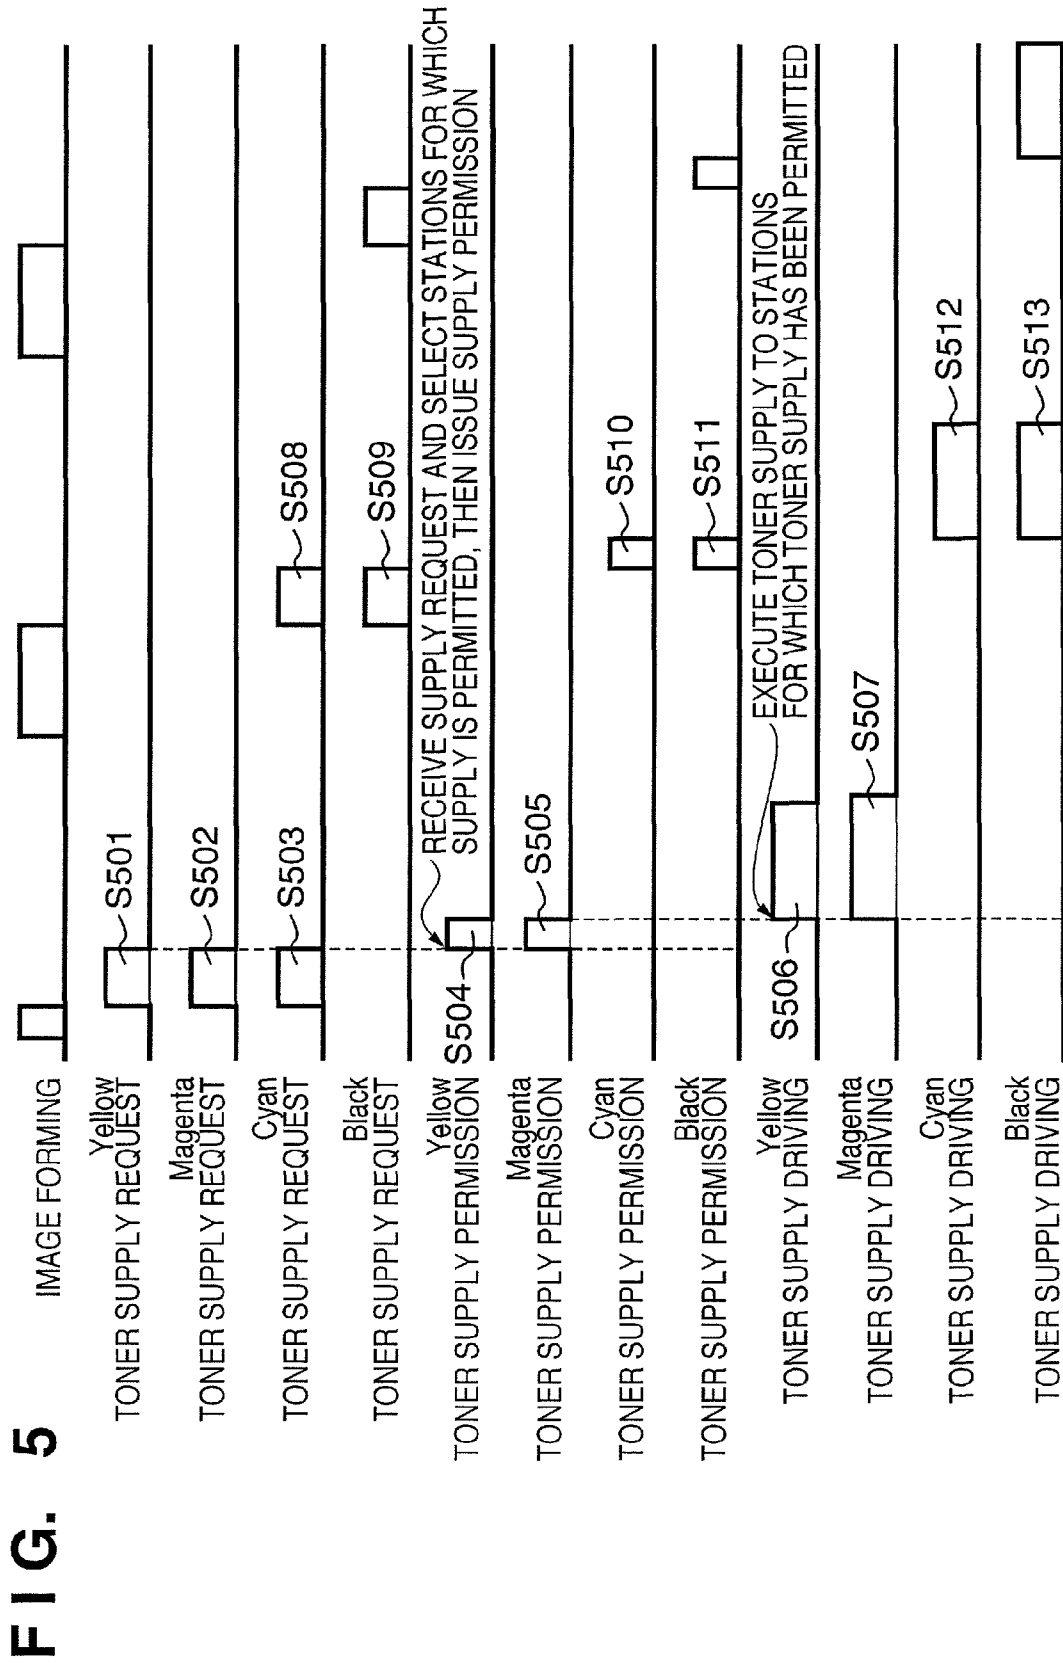 FIG. 5
IMAGE FORMING
Yellow
TONER SUPPLY REQUEST
S501
Magenta
TONER SUPPLY REQUEST
S502
Cyan
TONER SUPPLY REQUEST
S503
S508
Black
TONER SUPPLY REQUEST
S509
RECEIVE SUPPLY REQUEST AND SELECT STATIONS FOR WHICH
SUPPLY IS PERMITTED, THEN ISSUE SUPPLY PERMISSION
Yellow
TONER SUPPLY PERMISSION
S504
Magenta
TONER SUPPLY PERMISSION
S505
Cyan
TONER SUPPLY PERMISSION
S510
Black
TONER SUPPLY PERMISSION
S511
EXECUTE TONER SUPPLY TO STATIONS
FOR WHICH TONER SUPPLY HAS BEEN PERMITTED
Yellow
TONER SUPPLY DRIVING
S506
Magenta
TONER SUPPLY DRIVING
S507
Cyan
TONER SUPPLY DRIVING
S512
Black
TONER SUPPLY DRIVING
S513